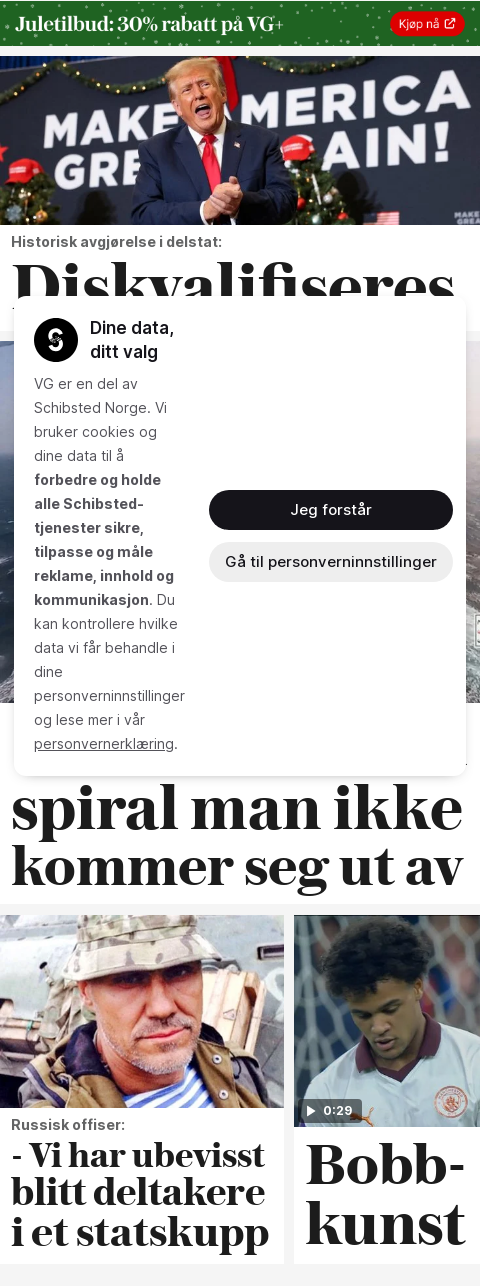 Juletilbud: 30% rabatt på VG+
Kjøp nå
MAKE AMERICA
GREAT AGAIN!
Historisk avgjørelse i delstat:
Diskvalifiseres
Dine data,
ditt valg
VG er en del av
Schibsted Norge. Vi
bruker cookies og
dine data til å
forbedre og holde
alle Schibsted-
tjenester sikre,
tilpasse og måle
reklame, innhold og
kommunikasjon. Du
kan kontrollere hvilke
data vi får behandle i
dine
personverninnstillinger
og lese mer i vår
personvernerklæring.
Jeg forstår
Gå til personverninnstillinger
spiral man ikke
kommer seg ut av
0:29
Russisk offiser:
- Vi har ubevisst
blitt deltakere
i et statskupp
Bobb-
kunst